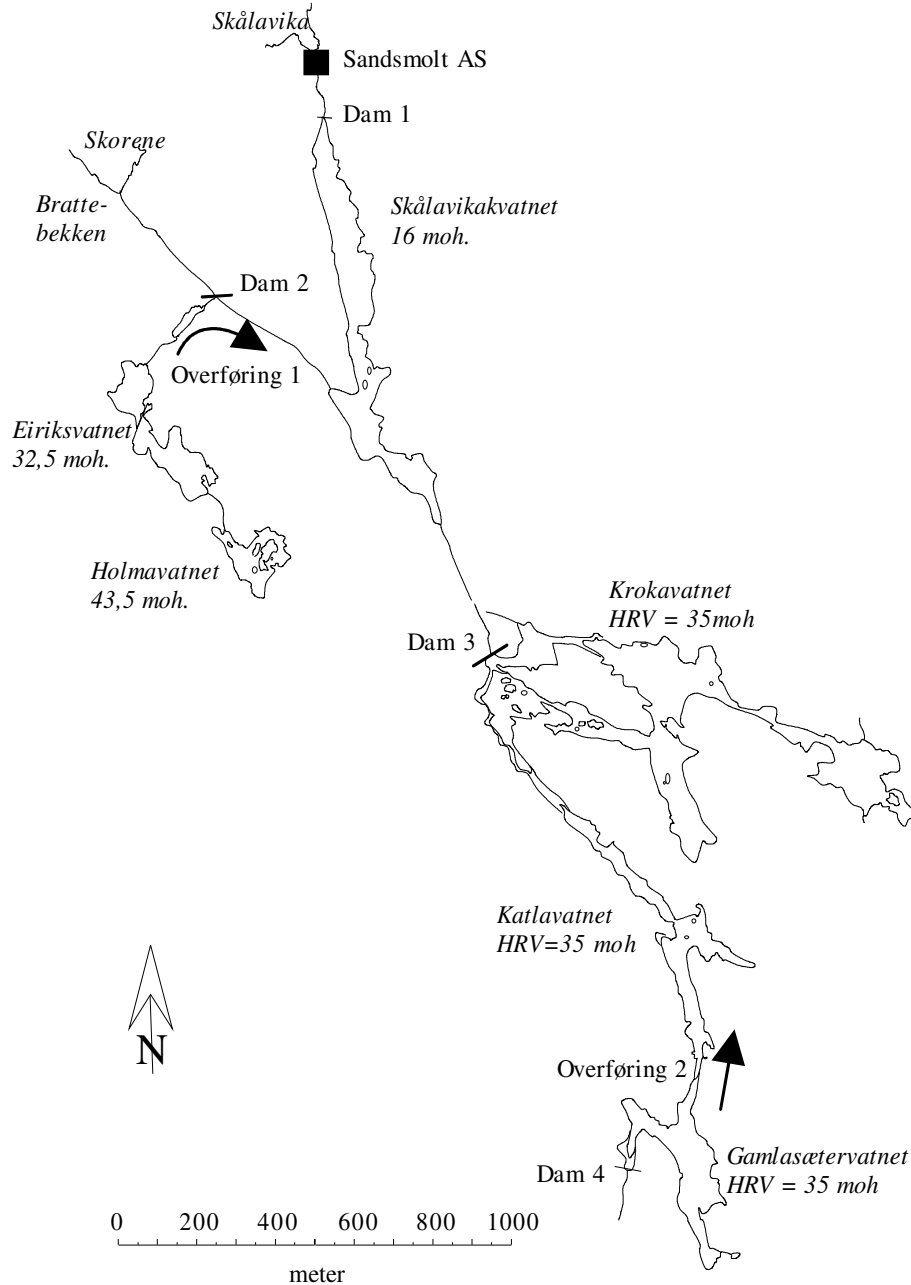 Skålavika
Sandsmolt AS
Dam 1
Skorene
Bratte-
bekken
Skålavikakvatnet
16 moh.
Dam 2
Overføring 1
Eiriksvatnet
32,5 moh.
Holmavatnet
43,5 moh.
Krokavatnet
HRV = 35moh
Dam 3
Katlavatnet
HRV=35 moh
N
Overføring 2
Gamlasætervatnet
HRV = 35 moh
Dam 4
0 200 400 600 800 1000
meter